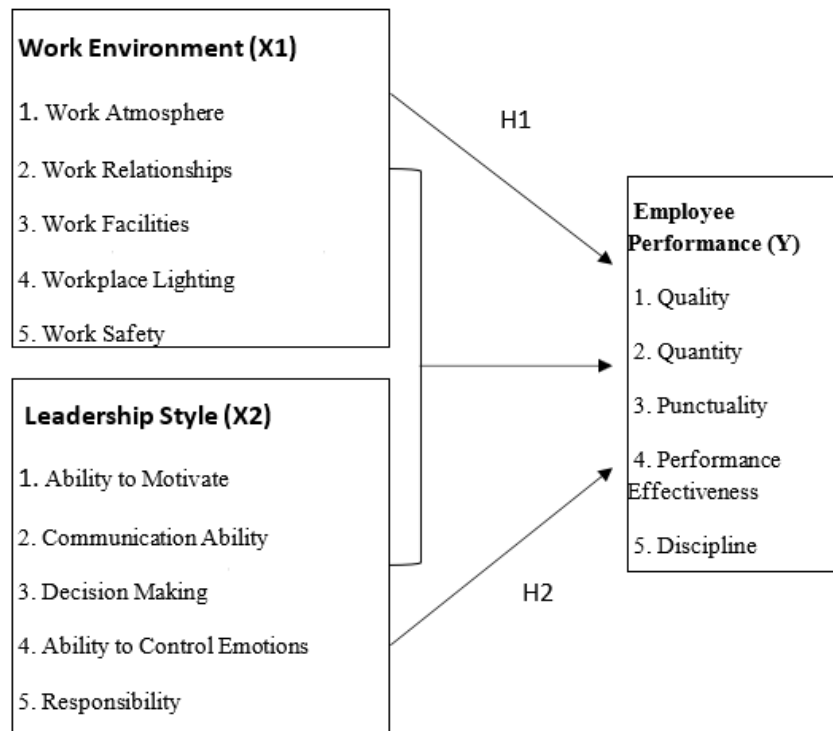 Work Environment (X1)
1. Work Atmosphere
2. Work Relationships
3. Work Facilities
4. Workplace Lighting
5. Work Safety
H1
Leadership Style (X2)
1. Ability to Motivate
2. Communication Ability
3. Decision Making
4. Ability to Control Emotions
5. Responsibility
H2
Employee
Performance (Y)
1. Quality
2. Quantity
3. Punctuality
4. Performance
Effectiveness
5. Discipline